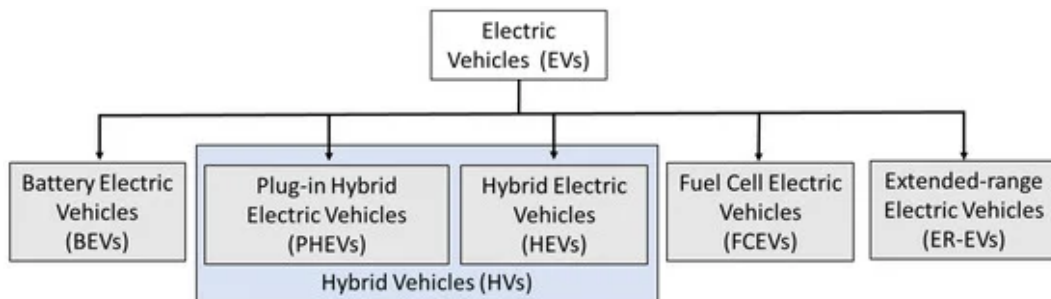 Electric
Vehicles (EVs)
Battery Electric
Vehicles
(BEVs)
Plug-in Hybrid
Electric Vehicles
(PHEVs)
Hybrid Electric
Vehicles
(HEVs)
Fuel Cell Electric
Vehicles
(FCEVs)
Extended-range
Electric Vehicles
(ER-EVs)
Hybrid Vehicles (HVs)